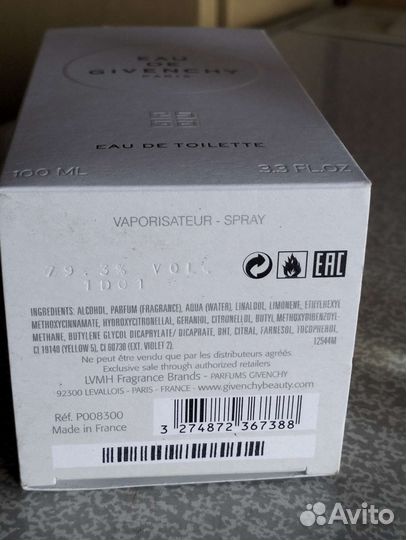 EAU
DE
GIVENCHY
PARIS
EAU DE TOILETTE
100 ML 3.3 FL.OZ
VAPORISATEUR - SPRAY
79.3% VOL.
1D01
EAC
INGREDIENTS: ALCOHOL, PARFUM (FRAGRANCE), AQUA (WATER), LINALOOL, LIMONENE, ETHYLHEXYL
METHOXYCINNAMATE, HYDROXYCITRONELLAL, GERANIOL, CITRONELLOL, BUTYL METHOXYDIBENZOYL-
METHANE, BUTYLENE GLYCOL DICAPRYLATE/ DICAPRATE, BHT, CITRAL, FARNESOL, TOCOPHEROL,
CI 19140 (YELLOW 5), CI 60730 (EXT. VIOLET 2). 12544M
Ne peut être vendu que par les distributeurs agréés.
Exclusive sale through authorized retailers
LVMH Fragrance Brands - PARFUMS GIVENCHY
92300 LEVALLOIS - PARIS - FRANCE - www.givenchybeauty.com
Réf. P008300
Made in France
3 274872 367388
Avito